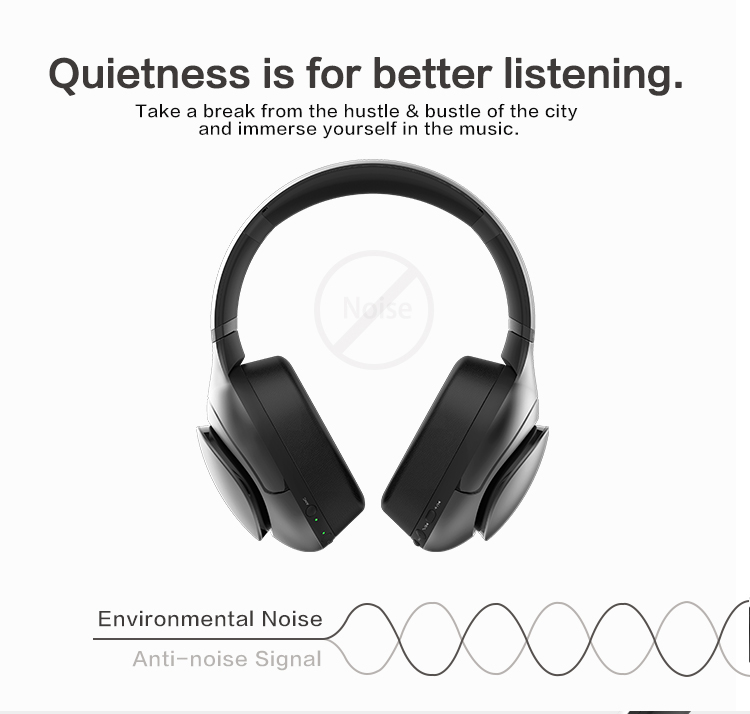 Quietness is for better listening.
Take a break from the hustle & bustle of the city
and immerse yourself in the music.
Noise
Environmental Noise
Anti-noise Signal